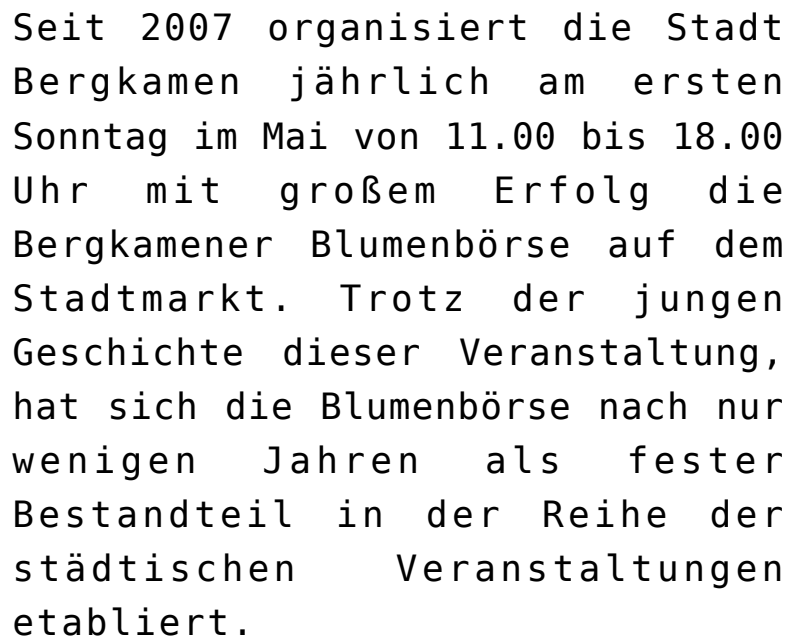 Seit 2007 organisiert die Stadt
Bergkamen jährlich am ersten
Sonntag im Mai von 11.00 bis 18.00
Uhr mit großem Erfolg die
Bergkamener Blumenbörse auf dem
Stadtmarkt. Trotz der jungen
Geschichte dieser Veranstaltung,
hat sich die Blumenbörse nach nur
wenigen Jahren als fester
Bestandteil in der Reihe der
städtischen Veranstaltungen
etabliert.